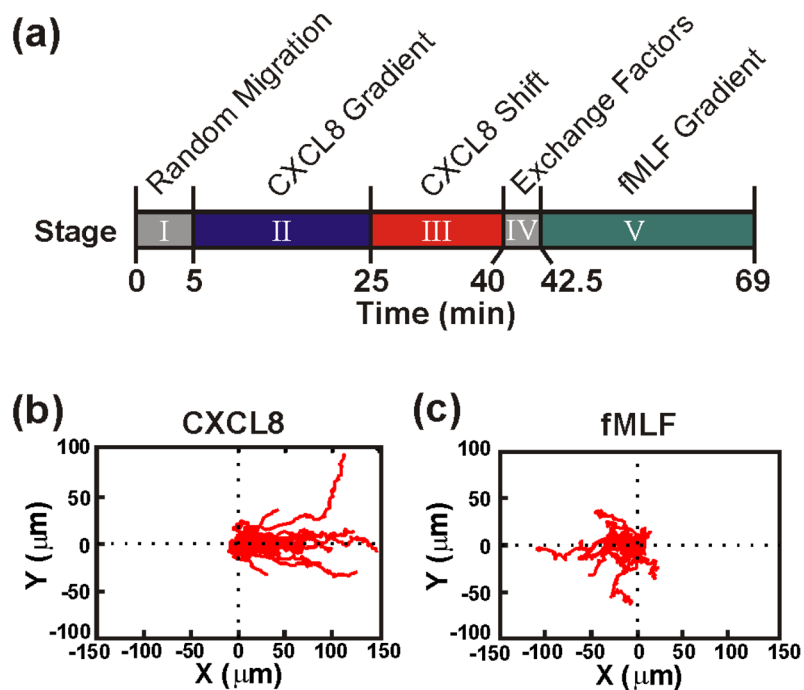 (a)
Random Migration
CXCL8 Gradient
CXCL8 Shift
Exchange Factors
fMLF Gradient
Stage I II III IV V
0 5 25 40 42.5 69
Time (min)
(b)
CXCL8
100
50
0
-50
-100
-150 -50 0 50 100 150
Y (μm)
X (μm)
(c)
fMLF
100
50
0
-50
-100
-150 -100 -50 0 50 100 150
Y (μm)
X (μm)